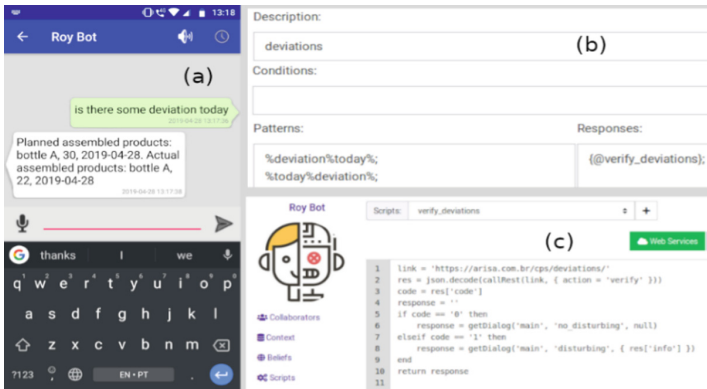 13:18
Roy Bot
(a)
is there some deviation today
2019-04-28 13:17:36
Planned assembled products:
bottle A, 30, 2019-04-28. Actual
assembled products: bottle A,
22, 2019-04-28
2019-04-28 13:17:38
G thanks I we
q w e r t y u i o p
a s d f g h j k l
z x c v b n m
?123 , EN • PT .
Description:
deviations
(b)
Conditions:
Patterns:
Responses:
%deviation%today%;
%today%deviation%;
{@verify_deviations};
Roy Bot
Collaborators
Context
Beliefs
Scripts
Scripts: verify_deviations +
(c)
Web Services
1 link = 'https://arisa.com.br/cps/deviations/'
2 res = json.decode(callRest(link, { action = 'verify' }))
3 code = res['code']
4 response = ''
5 if code == '0' then
6 response = getDialog('main', 'no_disturbing', null)
7 elseif code == '1' then
8 response = getDialog('main', 'disturbing', { res['info'] })
9 end
10 return response
11